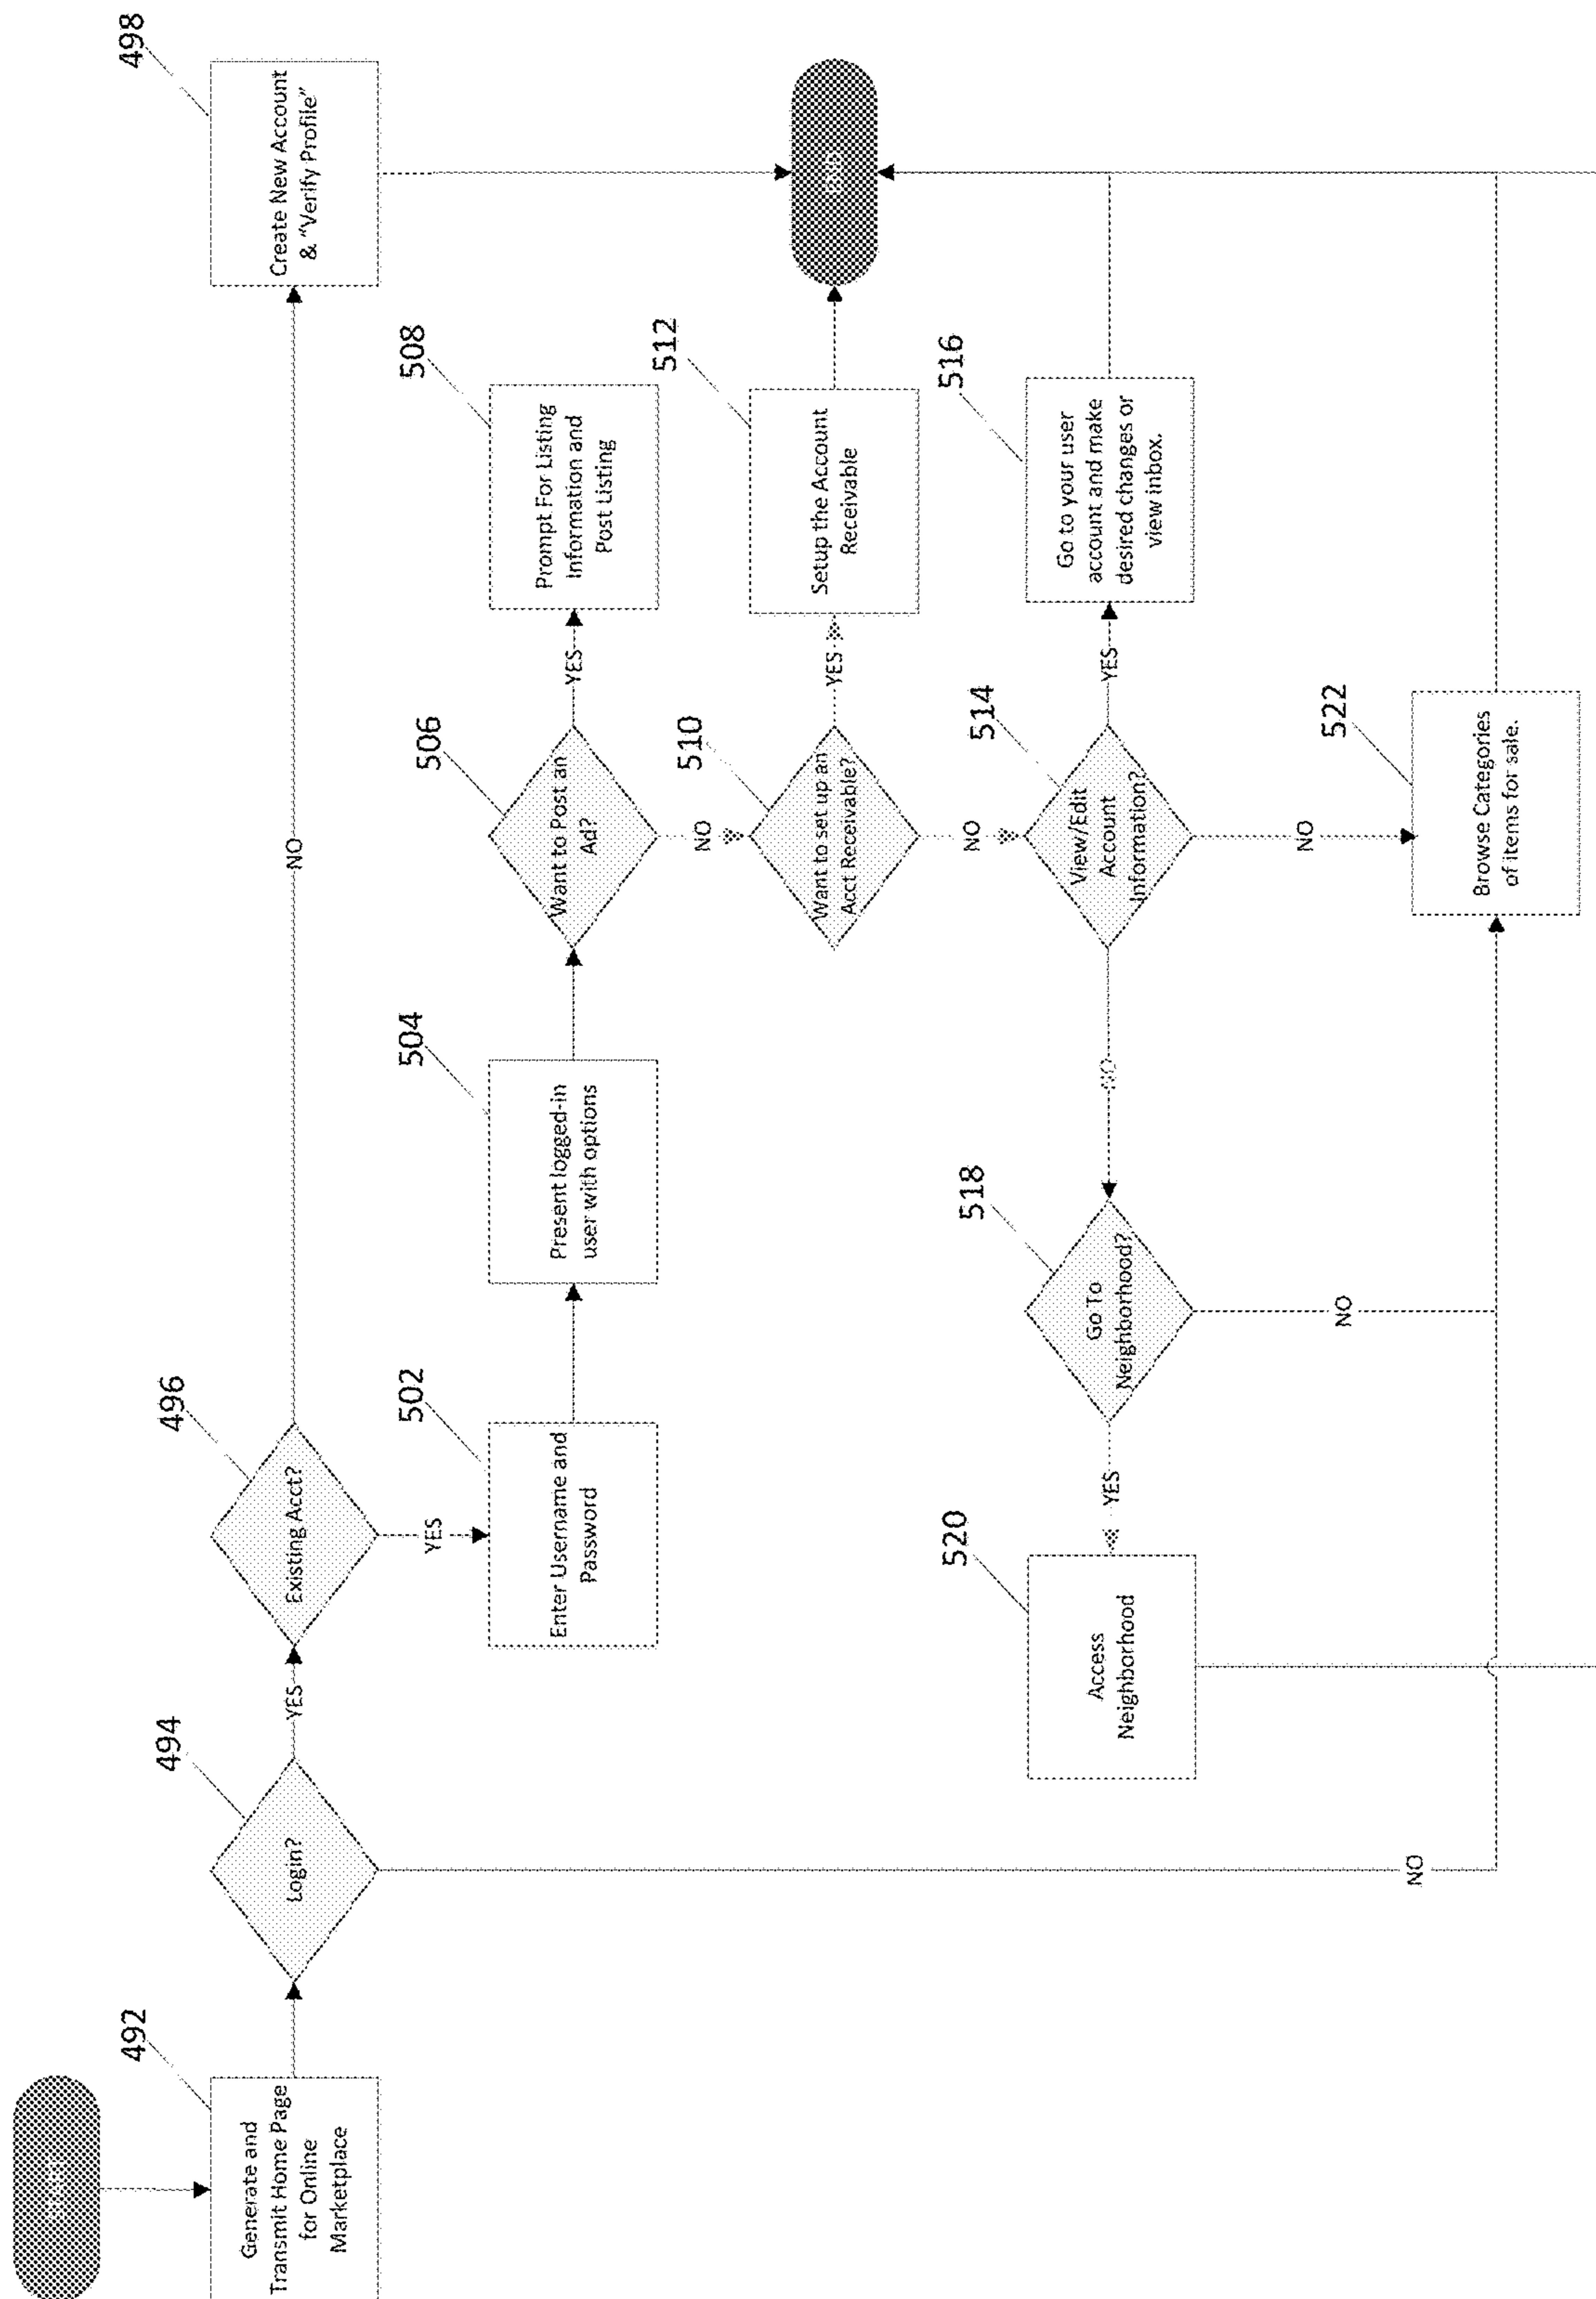 492
Generate and
Transmit Home Page
for Online
Marketplace
494
Login?
YES
NO
496
Existing Acct?
NO
YES
498
Create New Account
& "Verify Profile"
502
Enter Username and
Password
504
Present logged-in
user with options
506
Want to Post an
Ad?
YES
NO
508
Prompt For Listing
Information and
Post Listing
510
Want to set up an
Acct Receivable?
YES
NO
512
Setup the Account
Receivable
514
View/Edit
Account
Information?
YES
NO
NO
516
Go to your user
account and make
desired changes or
view inbox.
518
Go To
Neighborhood?
YES
NO
520
Access
Neighborhood
522
Browse Categories
of items for sale.